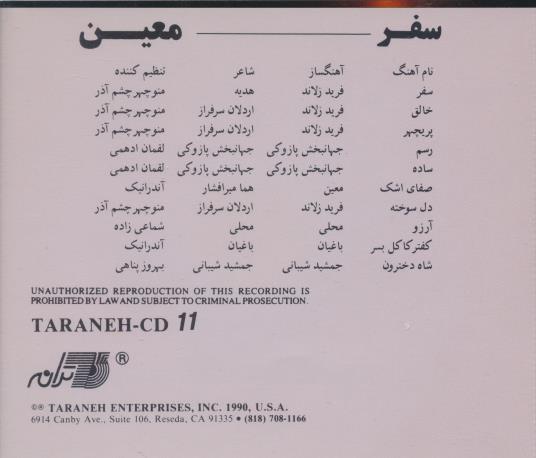 سفر ـــــ معین
نام آهنگ آهنگساز شاعر تنظیم کننده
سفر فرید زلاند هدیه منوچهر چشم آذر
خالق فرید زلاند اردلان سرفراز منوچهر چشم آذر
پریچهر فرید زلاند اردلان سرفراز منوچهر چشم آذر
رسم جهانبخش پازوکی جهانبخش پازوکی لقمان ادهمی
ساده جهانبخش پازوکی جهانبخش پازوکی لقمان ادهمی
صفای اشک معین هما میرافشار آندرانیک
دل سوخته فرید زلاند اردلان سرفراز منوچهر چشم آذر
آرزو محلی محلی شماعی زاده
کفتر کاکل بسر باغبان باغبان آندرانیک
شاه دخترون جمشید شیبانی جمشید شیبانی بهروز پناهی
UNAUTHORIZED REPRODUCTION OF THIS RECORDING IS
PROHIBITED BY LAW AND SUBJECT TO CRIMINAL PROSECUTION.
TARANEH-CD 11
ترانه ®
©® TARANEH ENTERPRISES, INC. 1990, U.S.A.
6914 Canby Ave., Suite 106, Reseda, CA 91335 • (818) 708-1166